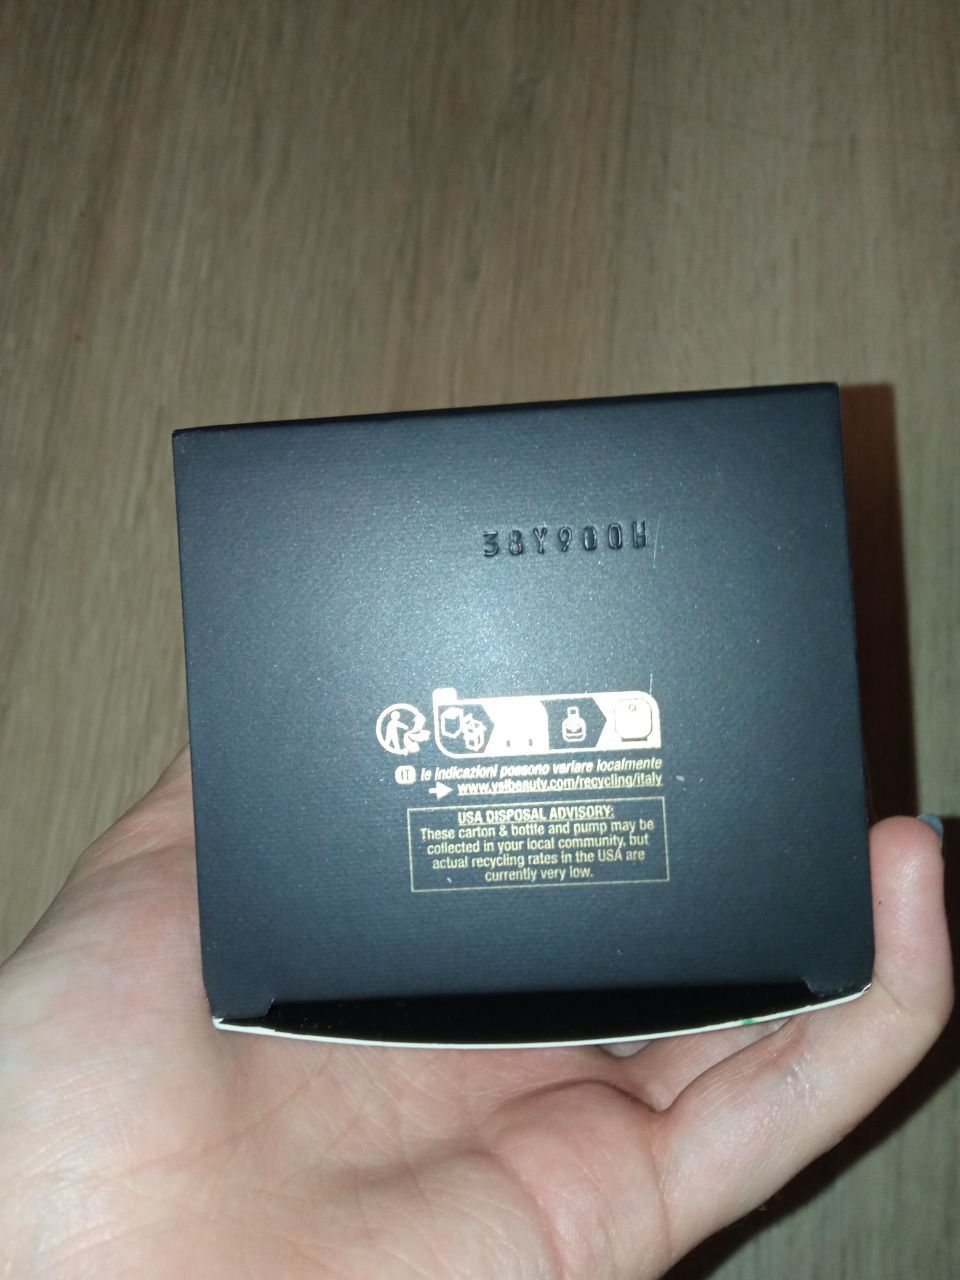 38Y900H
le indicazioni possono variare localmente
www.yslbeauty.com/recycling/italy
USA DISPOSAL ADVISORY:
These carton & bottle and pump may be
collected in your local community, but
actual recycling rates in the USA are
currently very low.